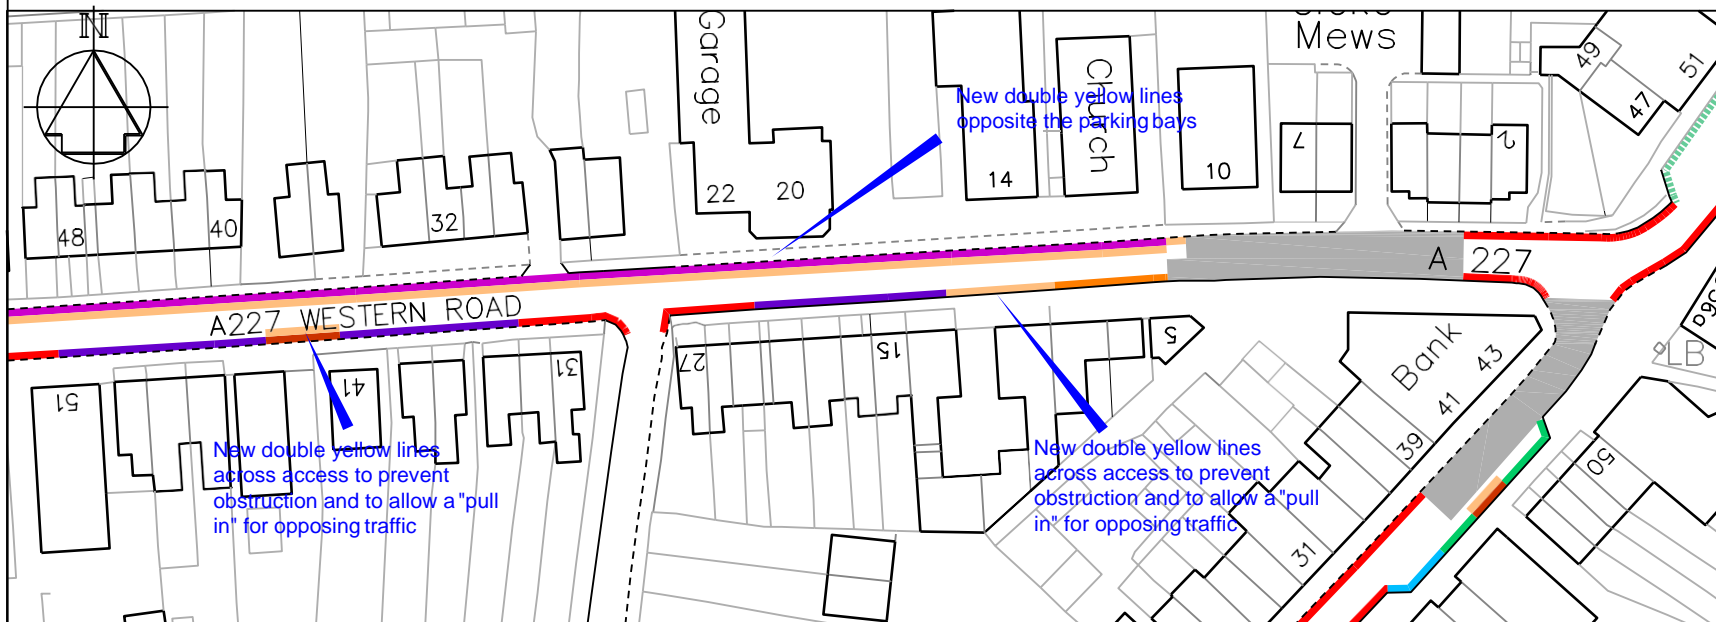 N
Garage
Mews
49
51
47
New double yellow lines
opposite the parking bays
Church
7
2
14
10
22
20
48
40
32
A 227
A227 WESTERN ROAD
51
41
31
27
15
5
Bank
43
41
39
31
50
LB
New double yellow lines
across access to prevent
obstruction and to allow a "pull
in" for opposing traffic
New double yellow lines
across access to prevent
obstruction and to allow a "pull
in" for opposing traffic